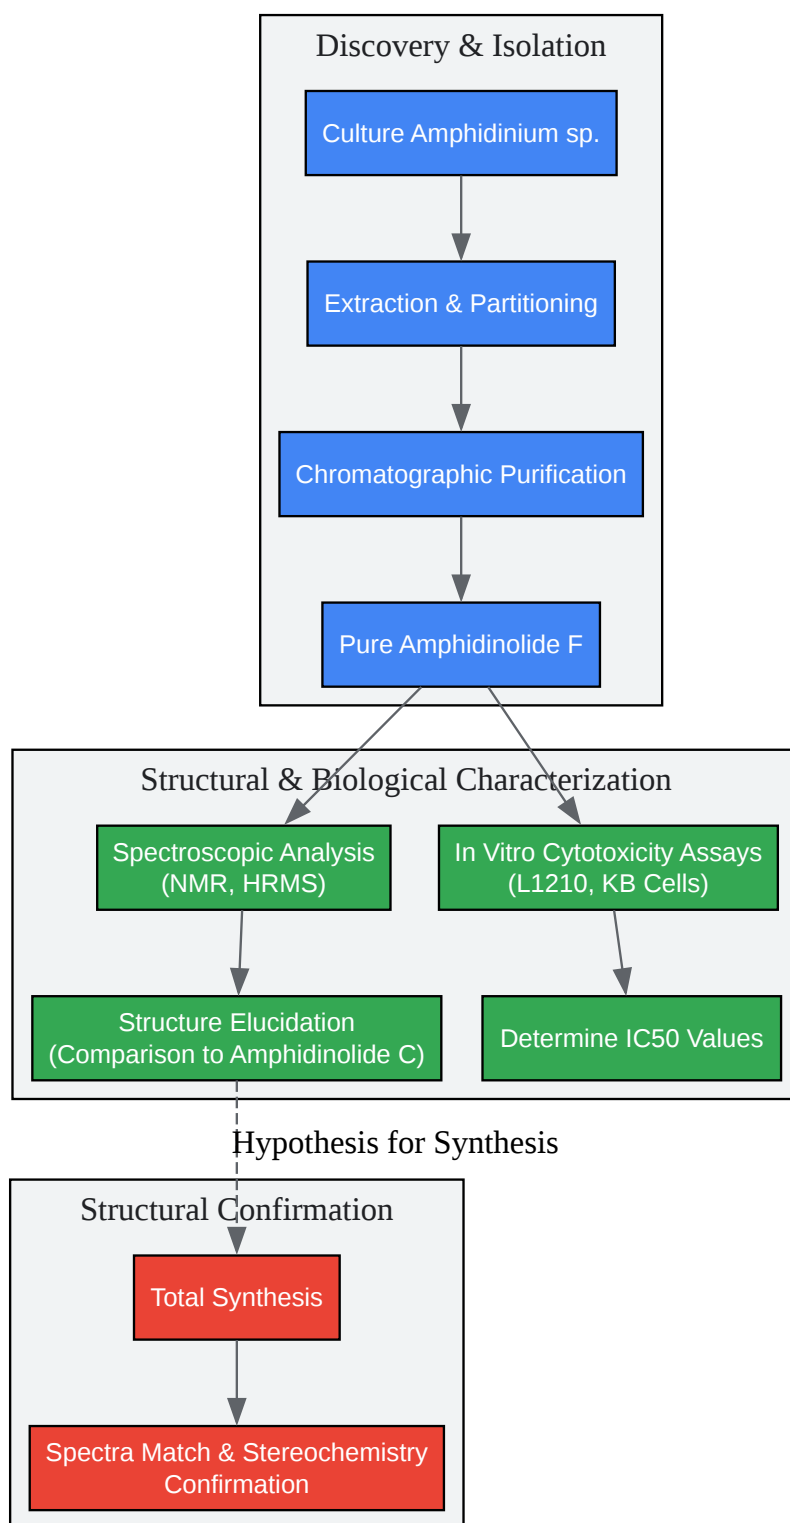 Discovery & Isolation
Culture Amphidinium sp.
Extraction & Partitioning
Chromatographic Purification
Pure Amphidinolide F
Structural & Biological Characterization
Spectroscopic Analysis
(NMR, HRMS)
In Vitro Cytotoxicity Assays
(L1210, KB Cells)
Structure Elucidation
(Comparison to Amphidinolide C)
Determine IC50 Values
Hypothesis for Synthesis
Structural Confirmation
Total Synthesis
Spectra Match & Stereochemistry
Confirmation